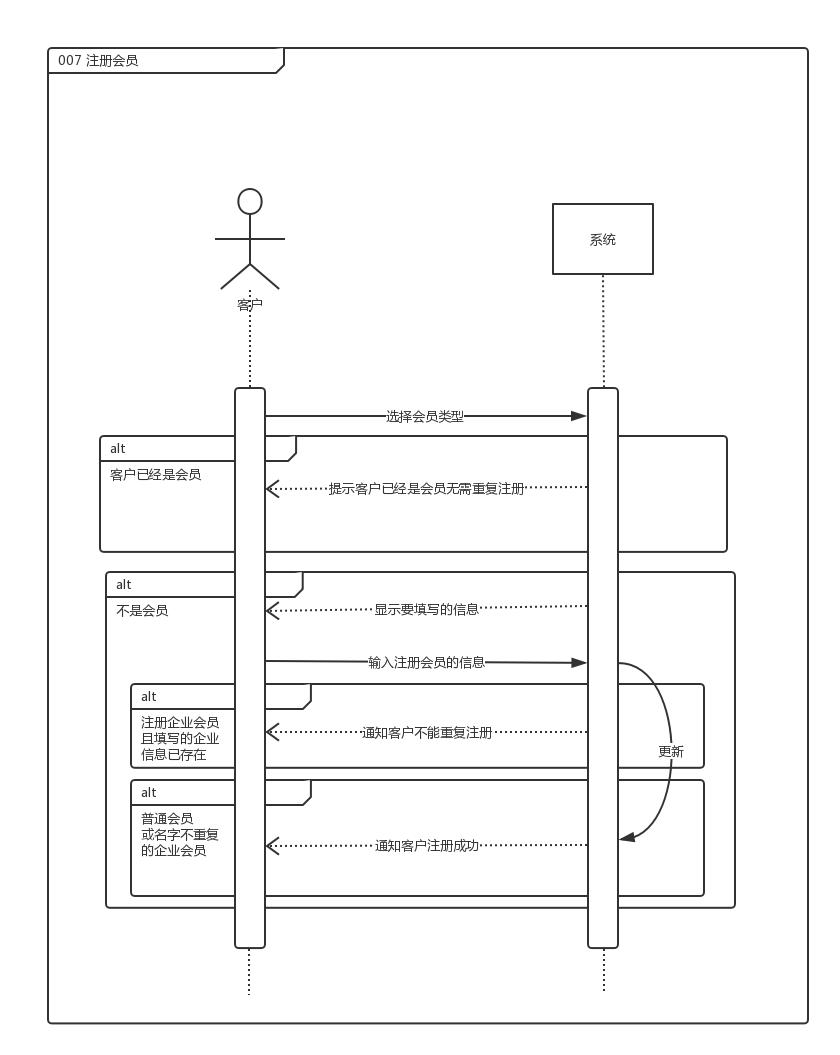 007 注册会员
系统
客户
选择会员类型
alt
客户已经是会员
提示客户已经是会员无需重复注册
alt
不是会员
显示要填写的信息
输入注册会员的信息
alt
注册企业会员
且填写的企业
信息已存在
通知客户不能重复注册
更新
alt
普通会员
或名字不重复
的企业会员
通知客户注册成功